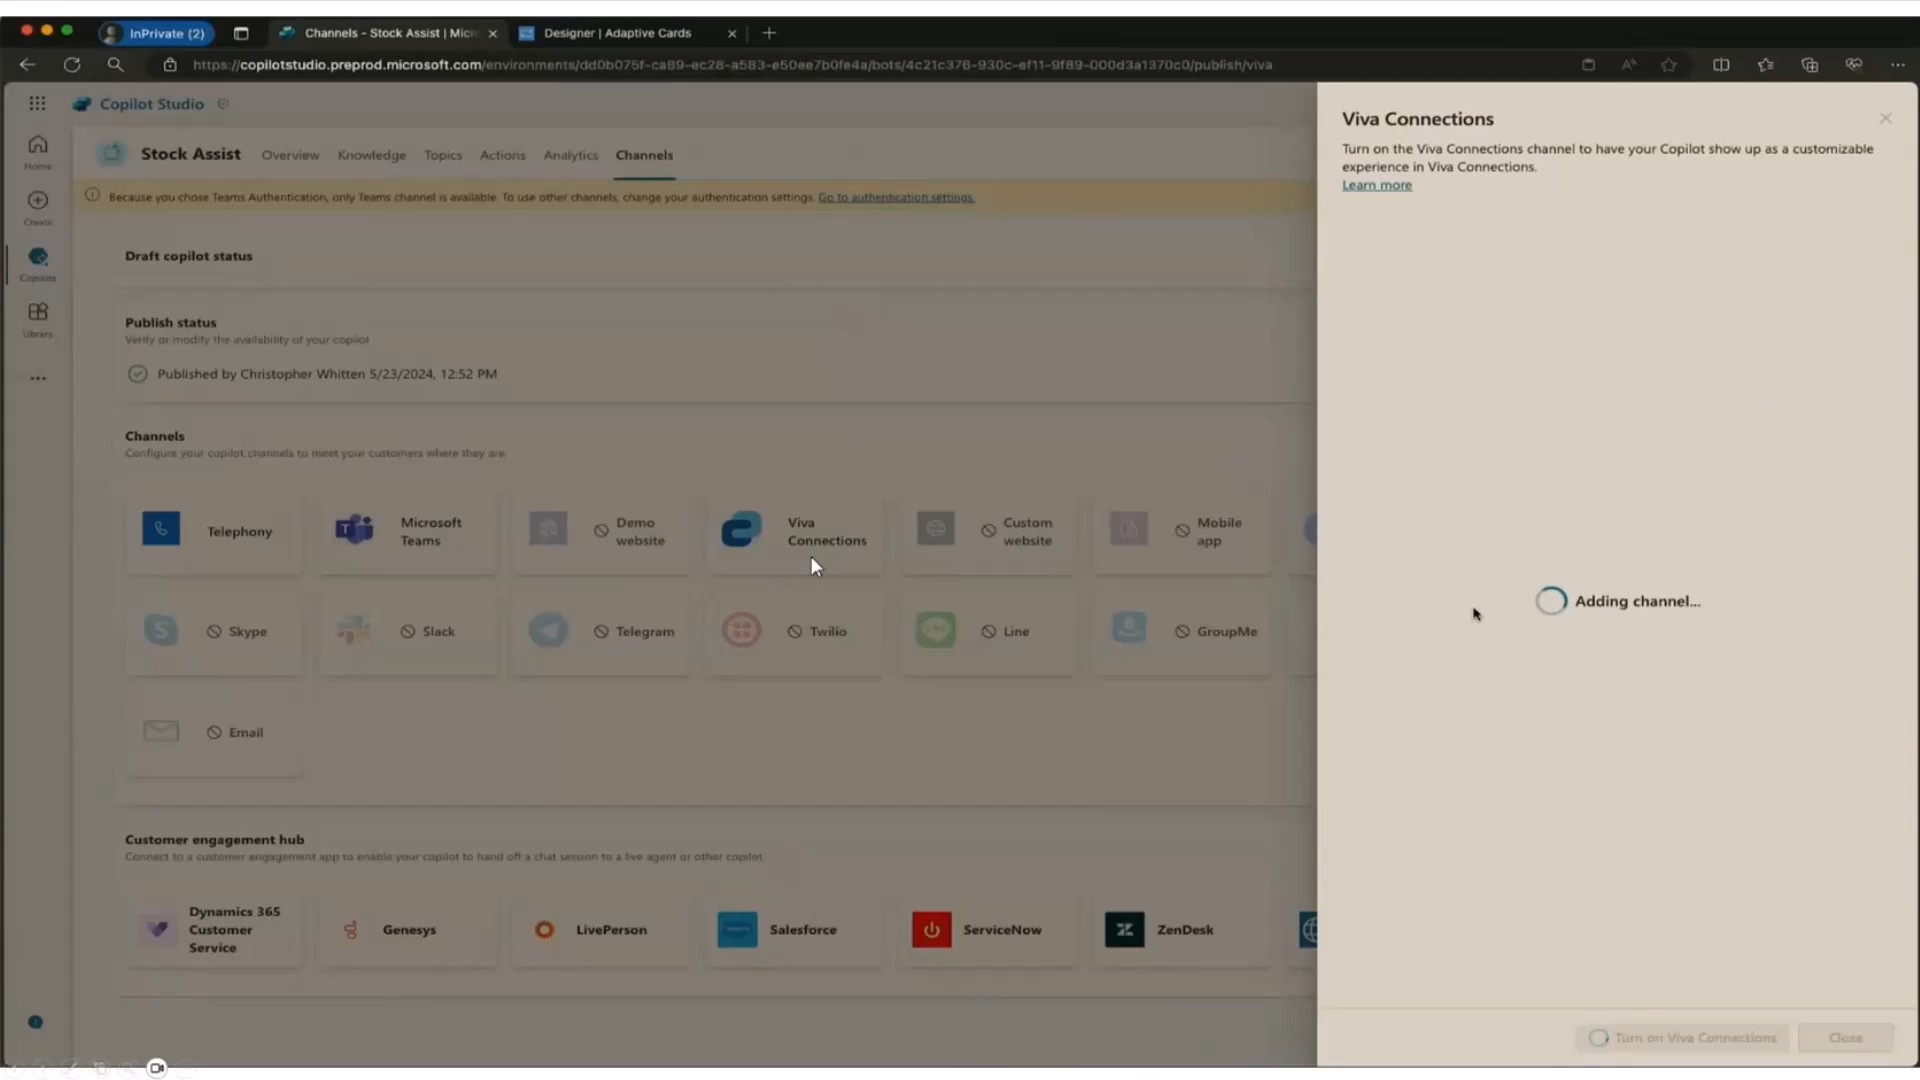 InPrivate (2)
Channels - Stock Assist | Micr
Designer | Adaptive Cards
https://copilotstudio.preprod.microsoft.com/environments/dd0b075f-ca89-ec28-a583-e50ee7b0fe4a/bots/4c21c376-930c-ef11-9f89-000d3a1370c0/publish/viva
Copilot Studio
Home
Create
Copilots
Library
Stock Assist
Overview
Knowledge
Topics
Actions
Analytics
Channels
Because you chose Teams Authentication, only Teams channel is available. To use other channels, change your authentication settings. Go to authentication settings.
Draft copilot status
Publish status
Verify or modify the availability of your copilot
Published by Christopher Whitten 5/23/2024, 12:52 PM
Channels
Configure your copilot channels to meet your customers where they are.
Telephony
Microsoft
Teams
Demo
website
Viva
Connections
Custom
website
Mobile
app
Skype
Slack
Telegram
Twilio
Line
GroupMe
Email
Customer engagement hub
Connect to a customer engagement app to enable your copilot to hand off a chat session to a live agent or other copilot.
Dynamics 365
Customer
Service
Genesys
LivePerson
Salesforce
ServiceNow
ZenDesk
Viva Connections
Turn on the Viva Connections channel to have your Copilot show up as a customizable
experience in Viva Connections.
Learn more
Adding channel...
Turn on Viva Connections
Close